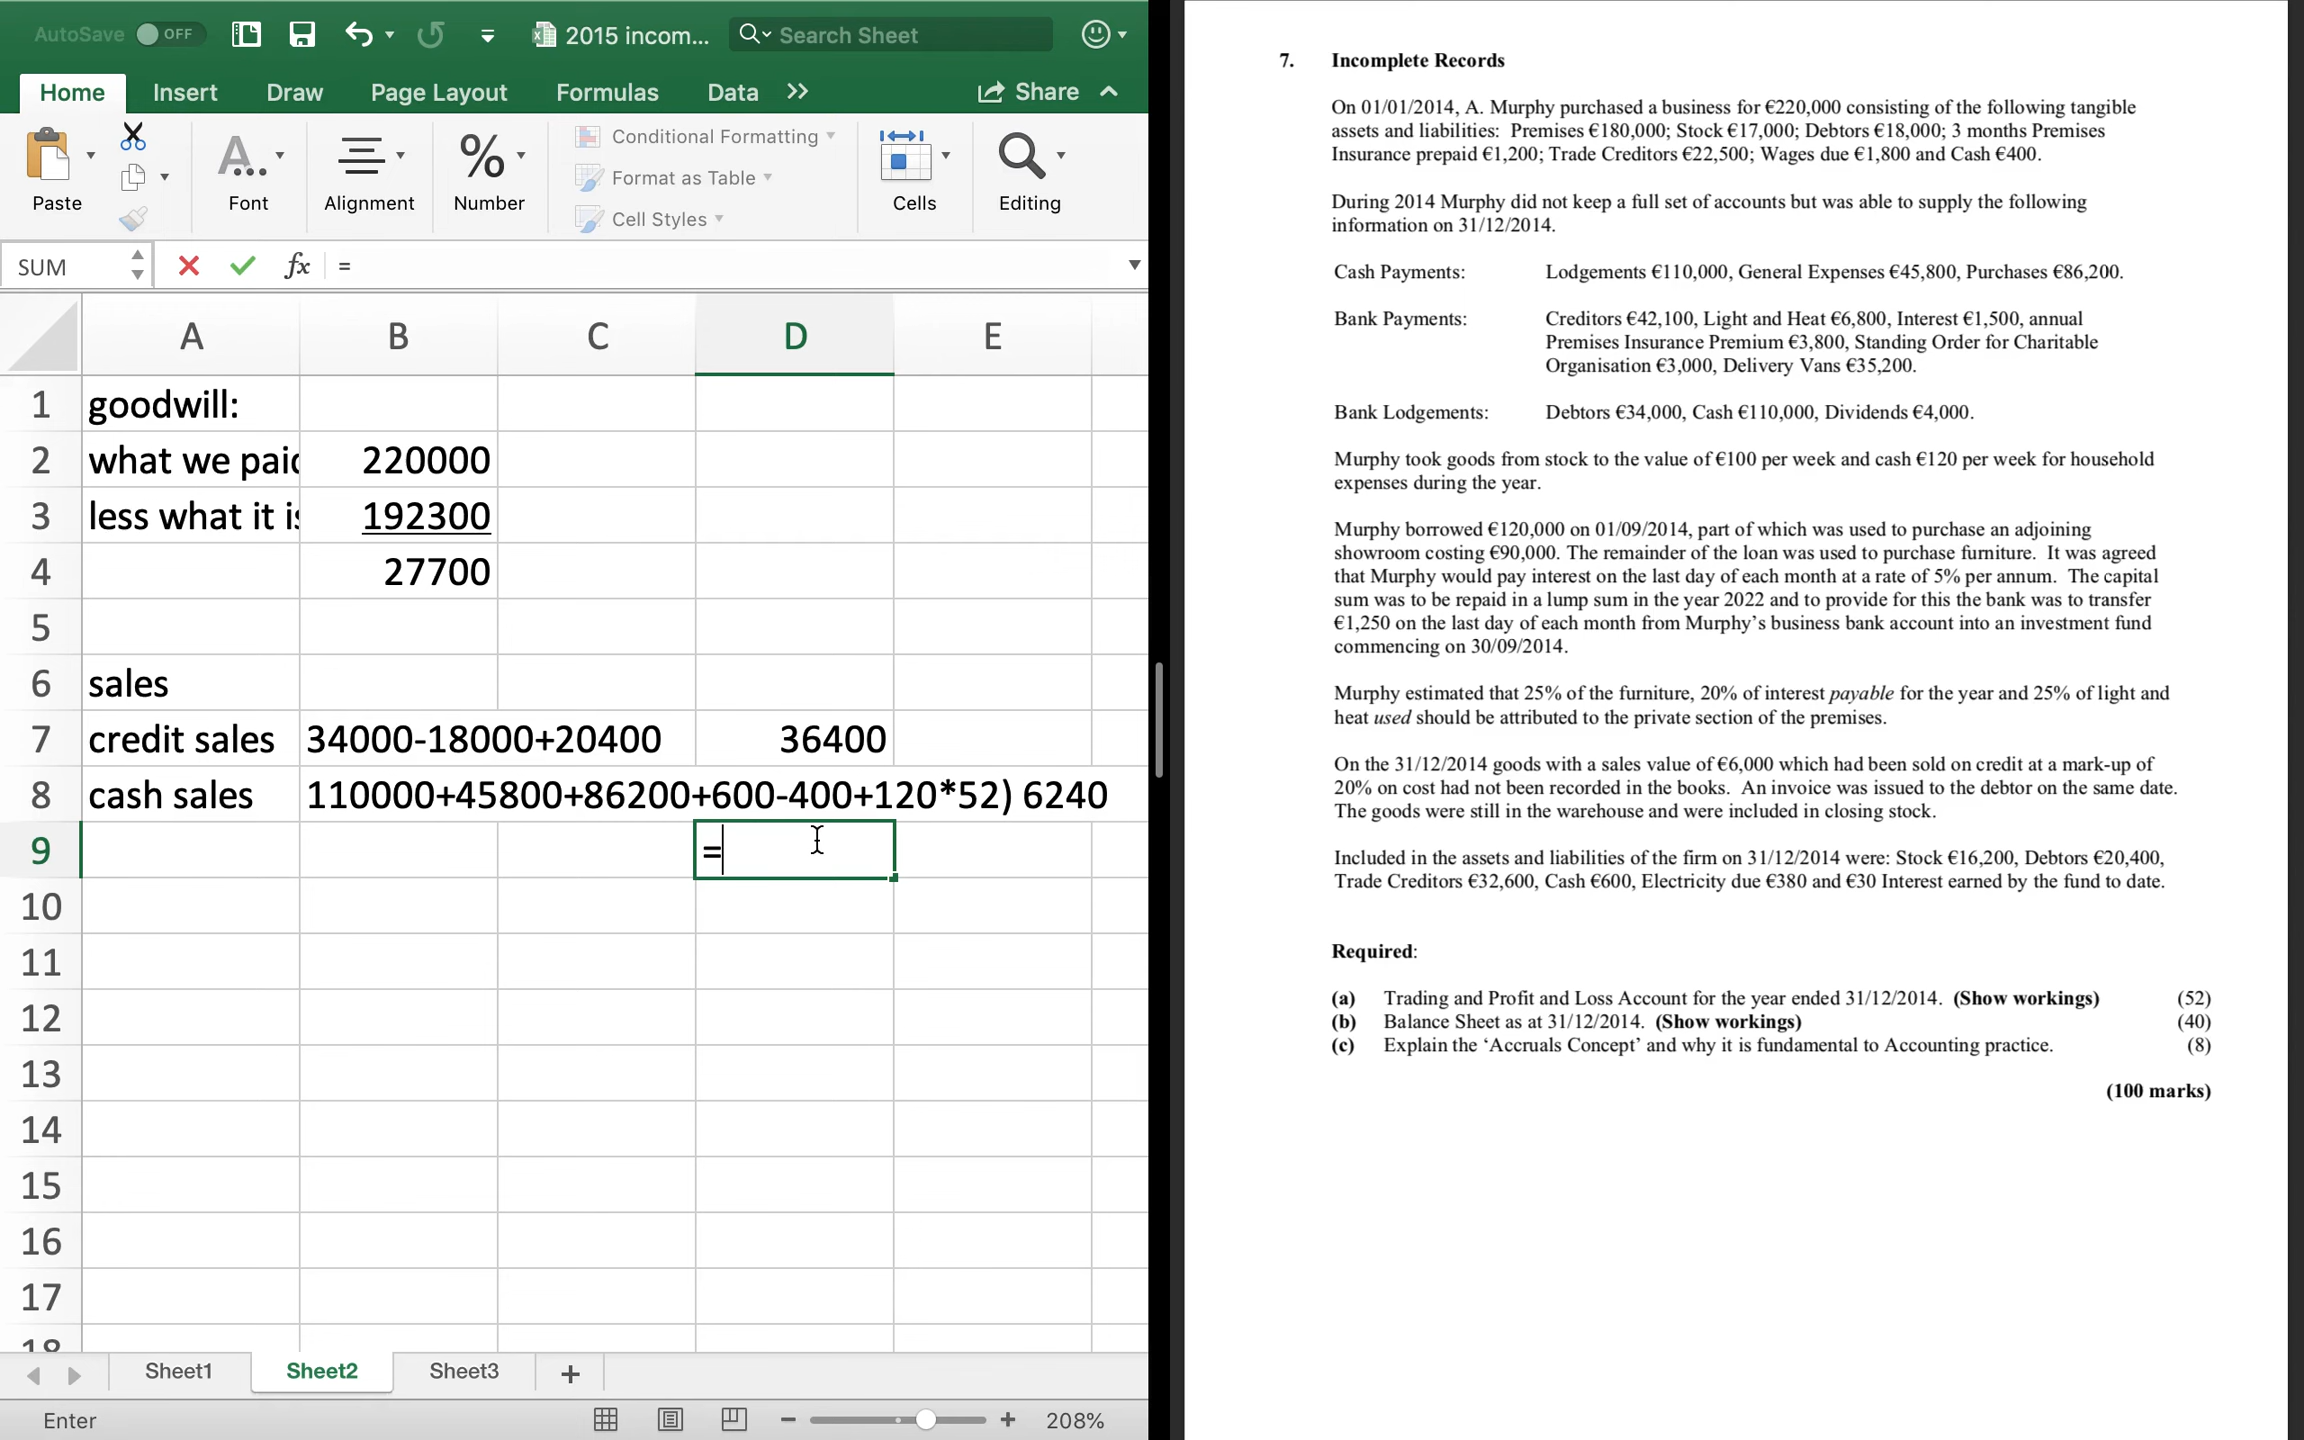 AutoSave OFF 2015 incom... Search Sheet
Home Insert Draw Page Layout Formulas Data >> Share
Paste Font Alignment Number Conditional Formatting Format as Table Cell Styles Cells Editing
SUM fx =
A B C D E
1 goodwill:
2 what we paid 220000
3 less what it is 192300
4 27700
5
6 sales
7 credit sales 34000-18000+20400 36400
8 cash sales 110000+45800+86200+600-400+120*52) 6240
9 =
10
11
12
13
14
15
16
17
18
Sheet1 Sheet2 Sheet3 +
Enter 208%
7. Incomplete Records
On 01/01/2014, A. Murphy purchased a business for €220,000 consisting of the following tangible
assets and liabilities: Premises €180,000; Stock €17,000; Debtors €18,000; 3 months Premises
Insurance prepaid €1,200; Trade Creditors €22,500; Wages due €1,800 and Cash €400.
During 2014 Murphy did not keep a full set of accounts but was able to supply the following
information on 31/12/2014.
Cash Payments: Lodgements €110,000, General Expenses €45,800, Purchases €86,200.
Bank Payments: Creditors €42,100, Light and Heat €6,800, Interest €1,500, annual
Premises Insurance Premium €3,800, Standing Order for Charitable
Organisation €3,000, Delivery Vans €35,200.
Bank Lodgements: Debtors €34,000, Cash €110,000, Dividends €4,000.
Murphy took goods from stock to the value of €100 per week and cash €120 per week for household
expenses during the year.
Murphy borrowed €120,000 on 01/09/2014, part of which was used to purchase an adjoining
showroom costing €90,000. The remainder of the loan was used to purchase furniture. It was agreed
that Murphy would pay interest on the last day of each month at a rate of 5% per annum. The capital
sum was to be repaid in a lump sum in the year 2022 and to provide for this the bank was to transfer
€1,250 on the last day of each month from Murphy’s business bank account into an investment fund
commencing on 30/09/2014.
Murphy estimated that 25% of the furniture, 20% of interest payable for the year and 25% of light and
heat used should be attributed to the private section of the premises.
On the 31/12/2014 goods with a sales value of €6,000 which had been sold on credit at a mark-up of
20% on cost had not been recorded in the books. An invoice was issued to the debtor on the same date.
The goods were still in the warehouse and were included in closing stock.
Included in the assets and liabilities of the firm on 31/12/2014 were: Stock €16,200, Debtors €20,400,
Trade Creditors €32,600, Cash €600, Electricity due €380 and €30 Interest earned by the fund to date.
Required:
(a) Trading and Profit and Loss Account for the year ended 31/12/2014. (Show workings) (52)
(b) Balance Sheet as at 31/12/2014. (Show workings) (40)
(c) Explain the ‘Accruals Concept’ and why it is fundamental to Accounting practice. (8)
(100 marks)